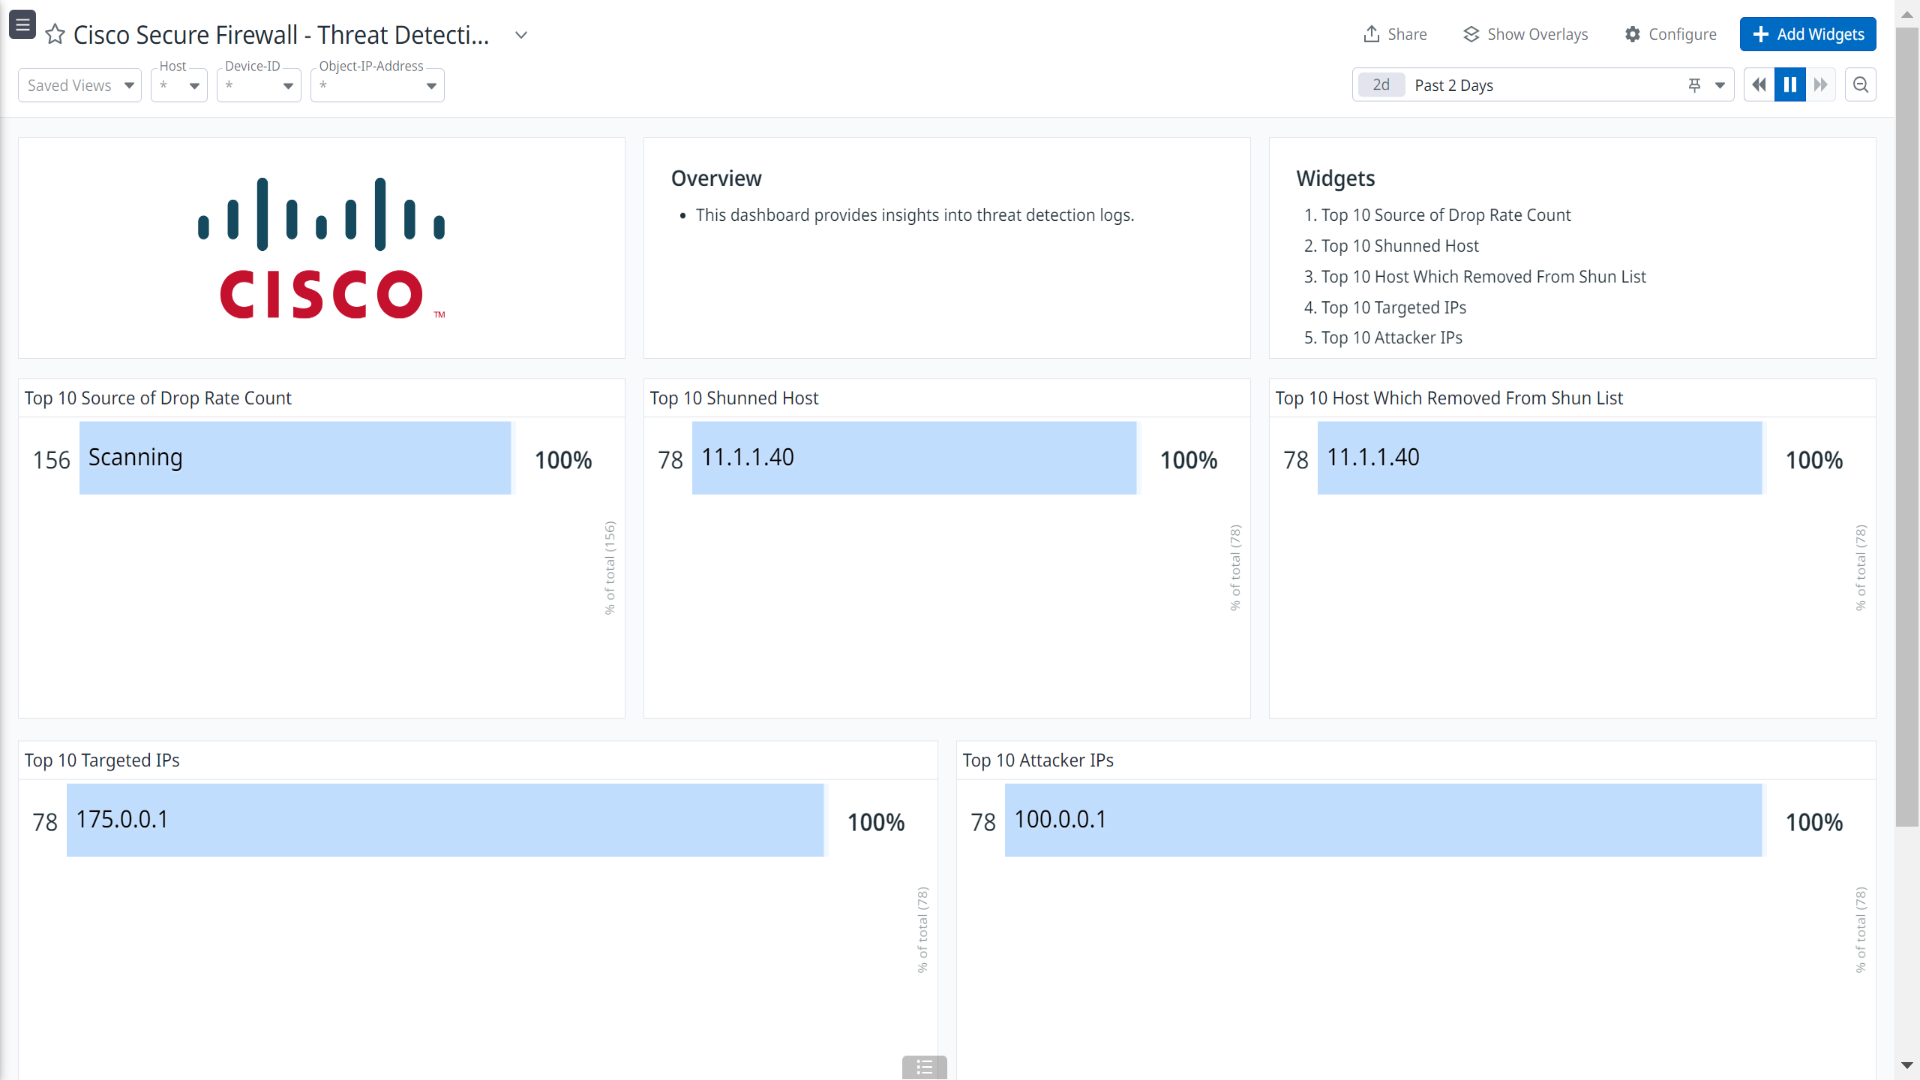 Cisco Secure Firewall - Threat Detecti...
Share
Show Overlays
Configure
Add Widgets
Saved Views
Host
*
Device-ID
*
Object-IP-Address
*
2d
Past 2 Days
CISCO
TM
Overview
• This dashboard provides insights into threat detection logs.
Widgets
1. Top 10 Source of Drop Rate Count
2. Top 10 Shunned Host
3. Top 10 Host Which Removed From Shun List
4. Top 10 Targeted IPs
5. Top 10 Attacker IPs
Top 10 Source of Drop Rate Count
156 Scanning 100%
% of total (156)
Top 10 Shunned Host
78 11.1.1.40 100%
% of total (78)
Top 10 Host Which Removed From Shun List
78 11.1.1.40 100%
% of total (78)
Top 10 Targeted IPs
78 175.0.0.1 100%
% of total (78)
Top 10 Attacker IPs
78 100.0.0.1 100%
% of total (78)